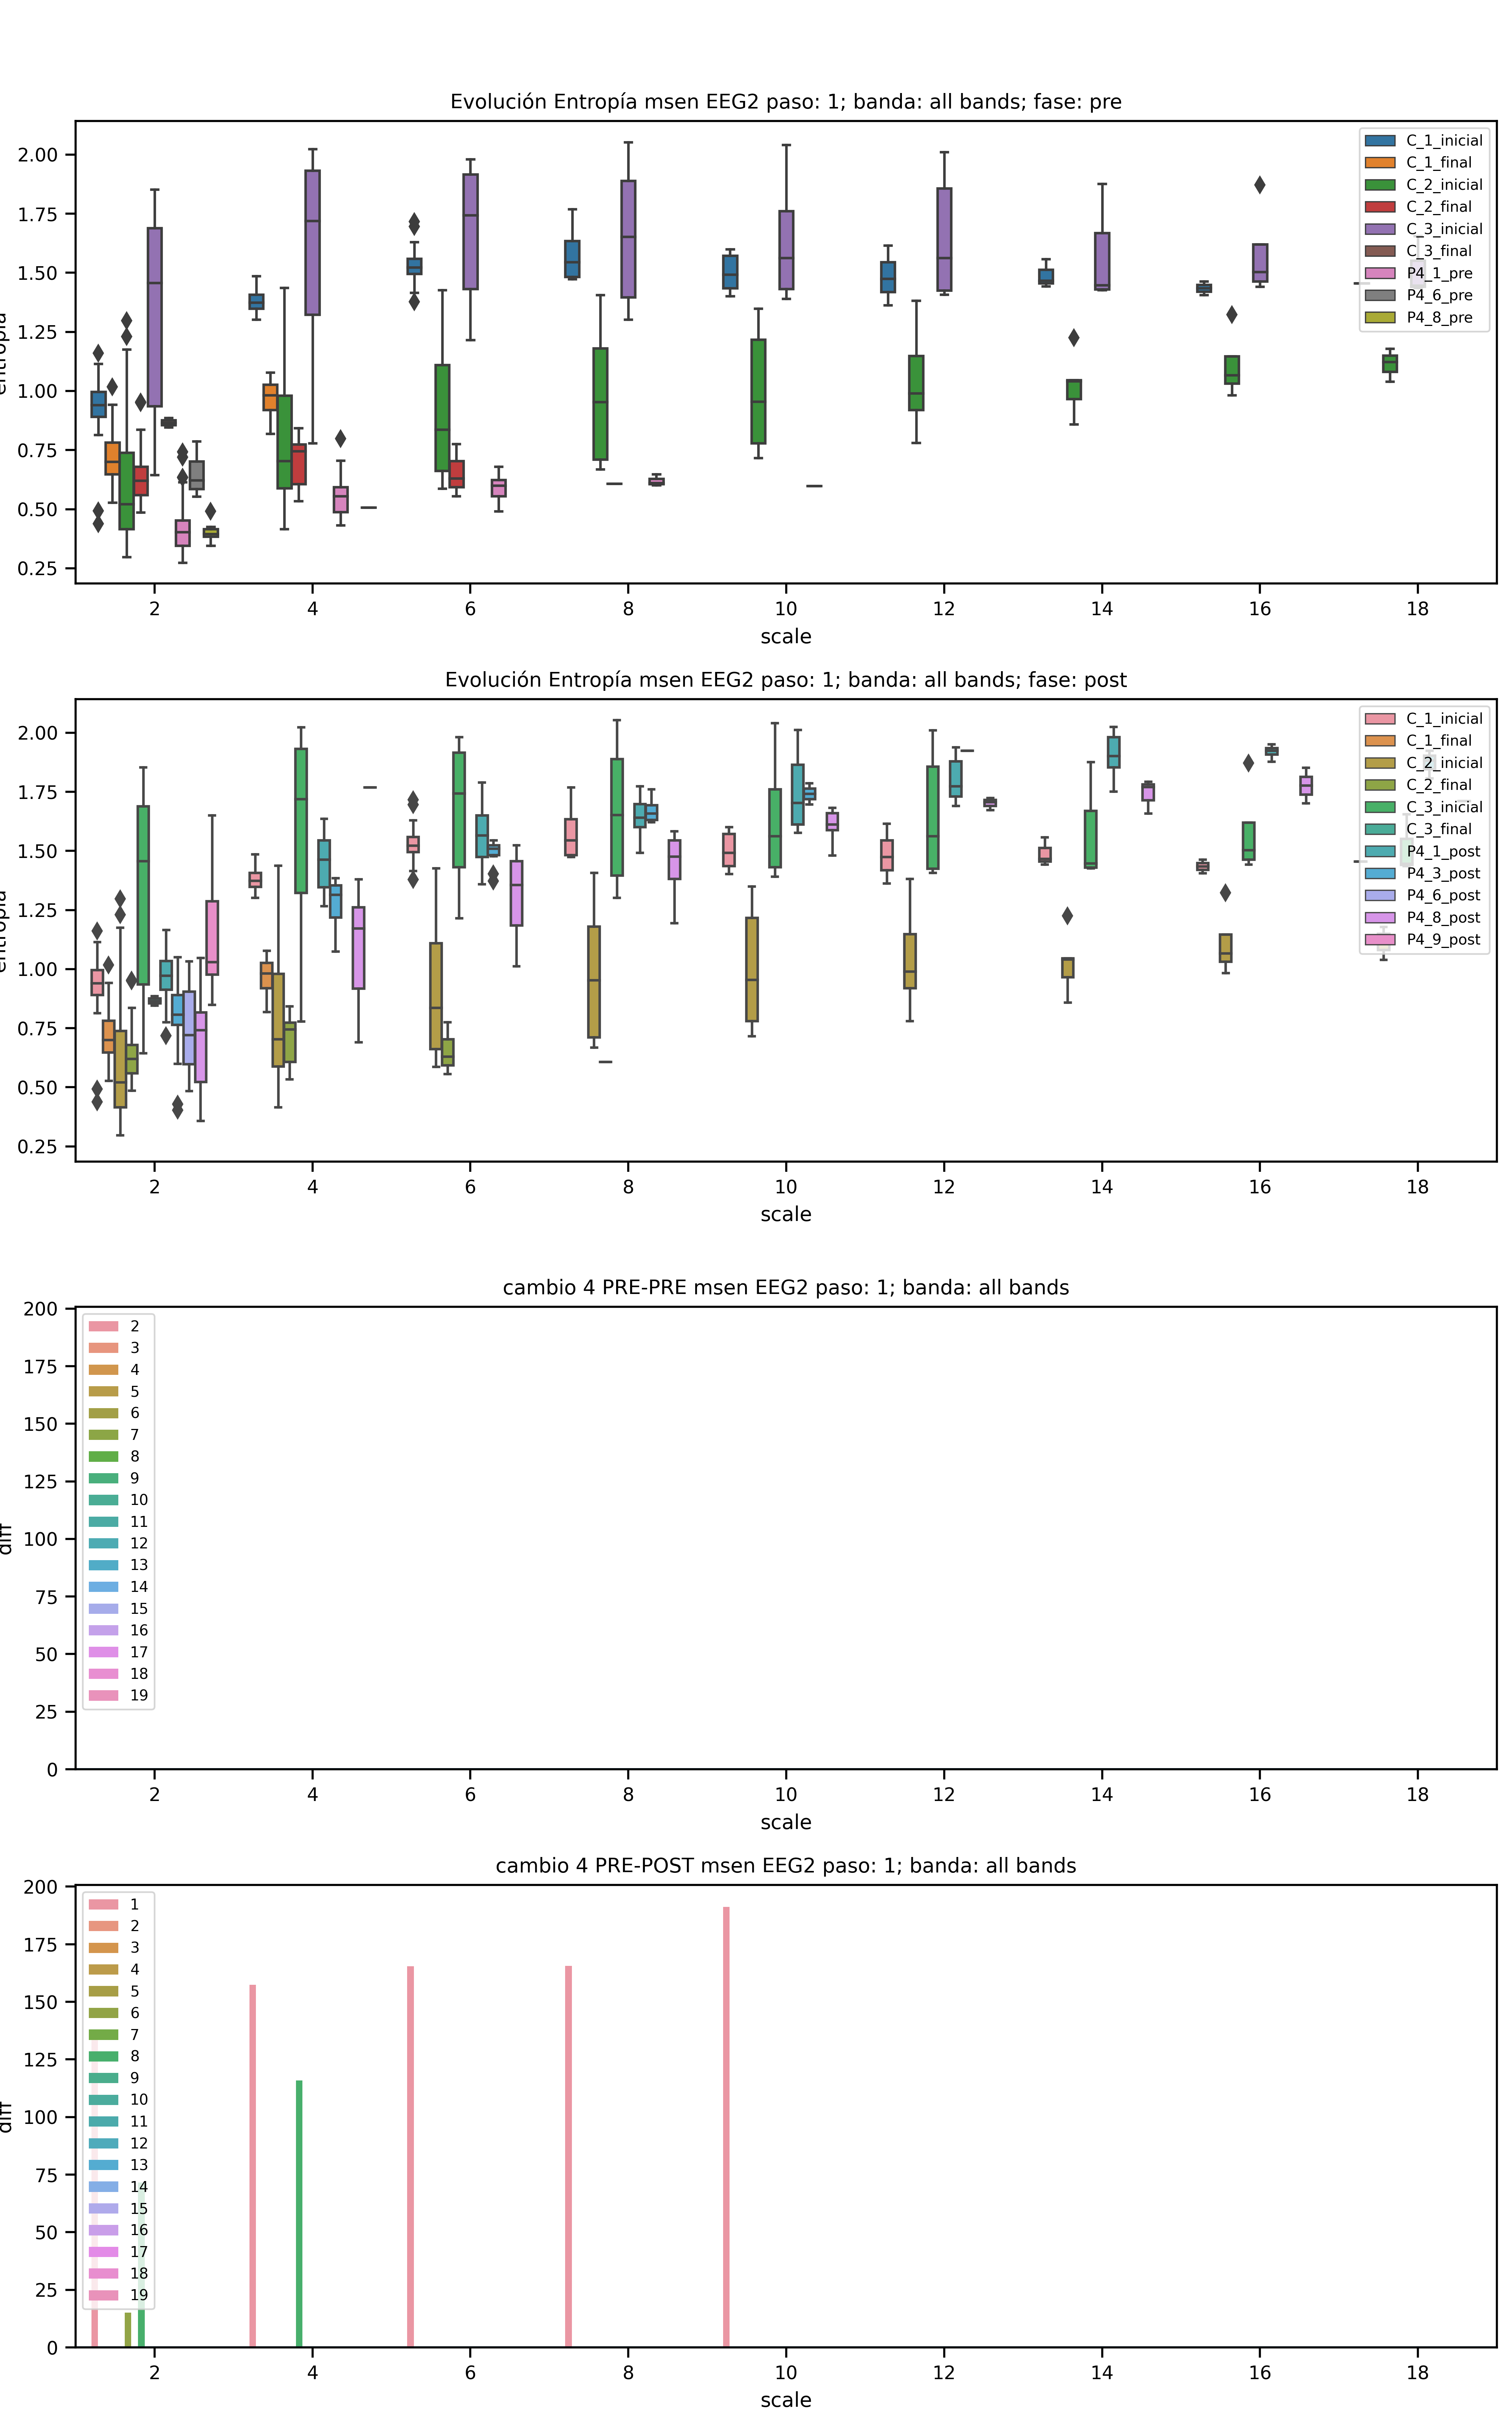 Evolución Entropía msen EEG2 paso: 1; banda: all bands; fase: pre
2.00
1.75
1.50
1.25
1.00
0.75
0.50
0.25
C_1_inicial
C_1_final
C_2_inicial
C_2_final
C_3_inicial
C_3_final
P4_1_pre
P4_6_pre
P4_8_pre
2 4 6 8 10 12 14 16 18
scale
Evolución Entropía msen EEG2 paso: 1; banda: all bands; fase: post
2.00
1.75
1.50
1.25
1.00
0.75
0.50
0.25
C_1_inicial
C_1_final
C_2_inicial
C_2_final
C_3_inicial
C_3_final
P4_1_post
P4_3_post
P4_6_post
P4_8_post
P4_9_post
2 4 6 8 10 12 14 16 18
scale
cambio 4 PRE-PRE msen EEG2 paso: 1; banda: all bands
200
175
150
125
100
75
50
25
0
diff
2
3
4
5
6
7
8
9
10
11
12
13
14
15
16
17
18
19
2 4 6 8 10 12 14 16 18
scale
cambio 4 PRE-POST msen EEG2 paso: 1; banda: all bands
200
175
150
125
100
75
50
25
0
diff
1
2
3
4
5
6
7
8
9
10
11
12
13
14
15
16
17
18
19
2 4 6 8 10 12 14 16 18
scale